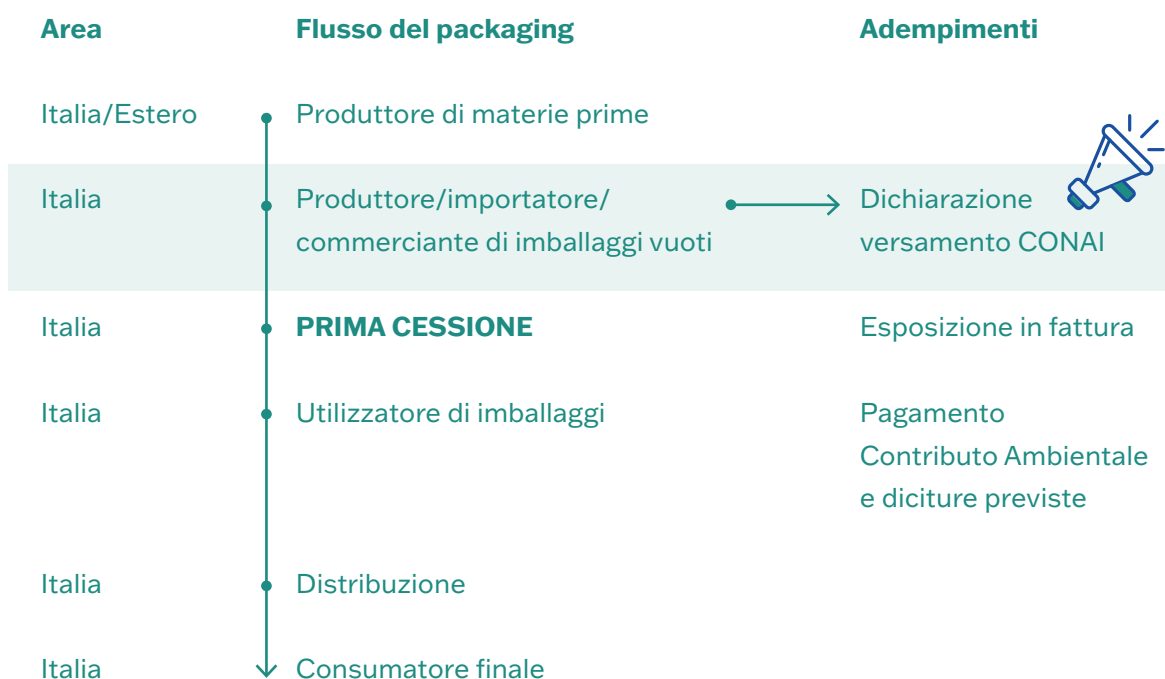 Area Flusso del packaging Adempimenti
Italia/Estero Produttore di materie prime
Italia Produttore/importatore/ Dichiarazione
commerciante di imballaggi vuoti versamento CONAI
Italia PRIMA CESSIONE Esposizione in fattura
Italia Utilizzatore di imballaggi Pagamento
Contributo Ambientale
e diciture previste
Italia Distribuzione
Italia Consumatore finale